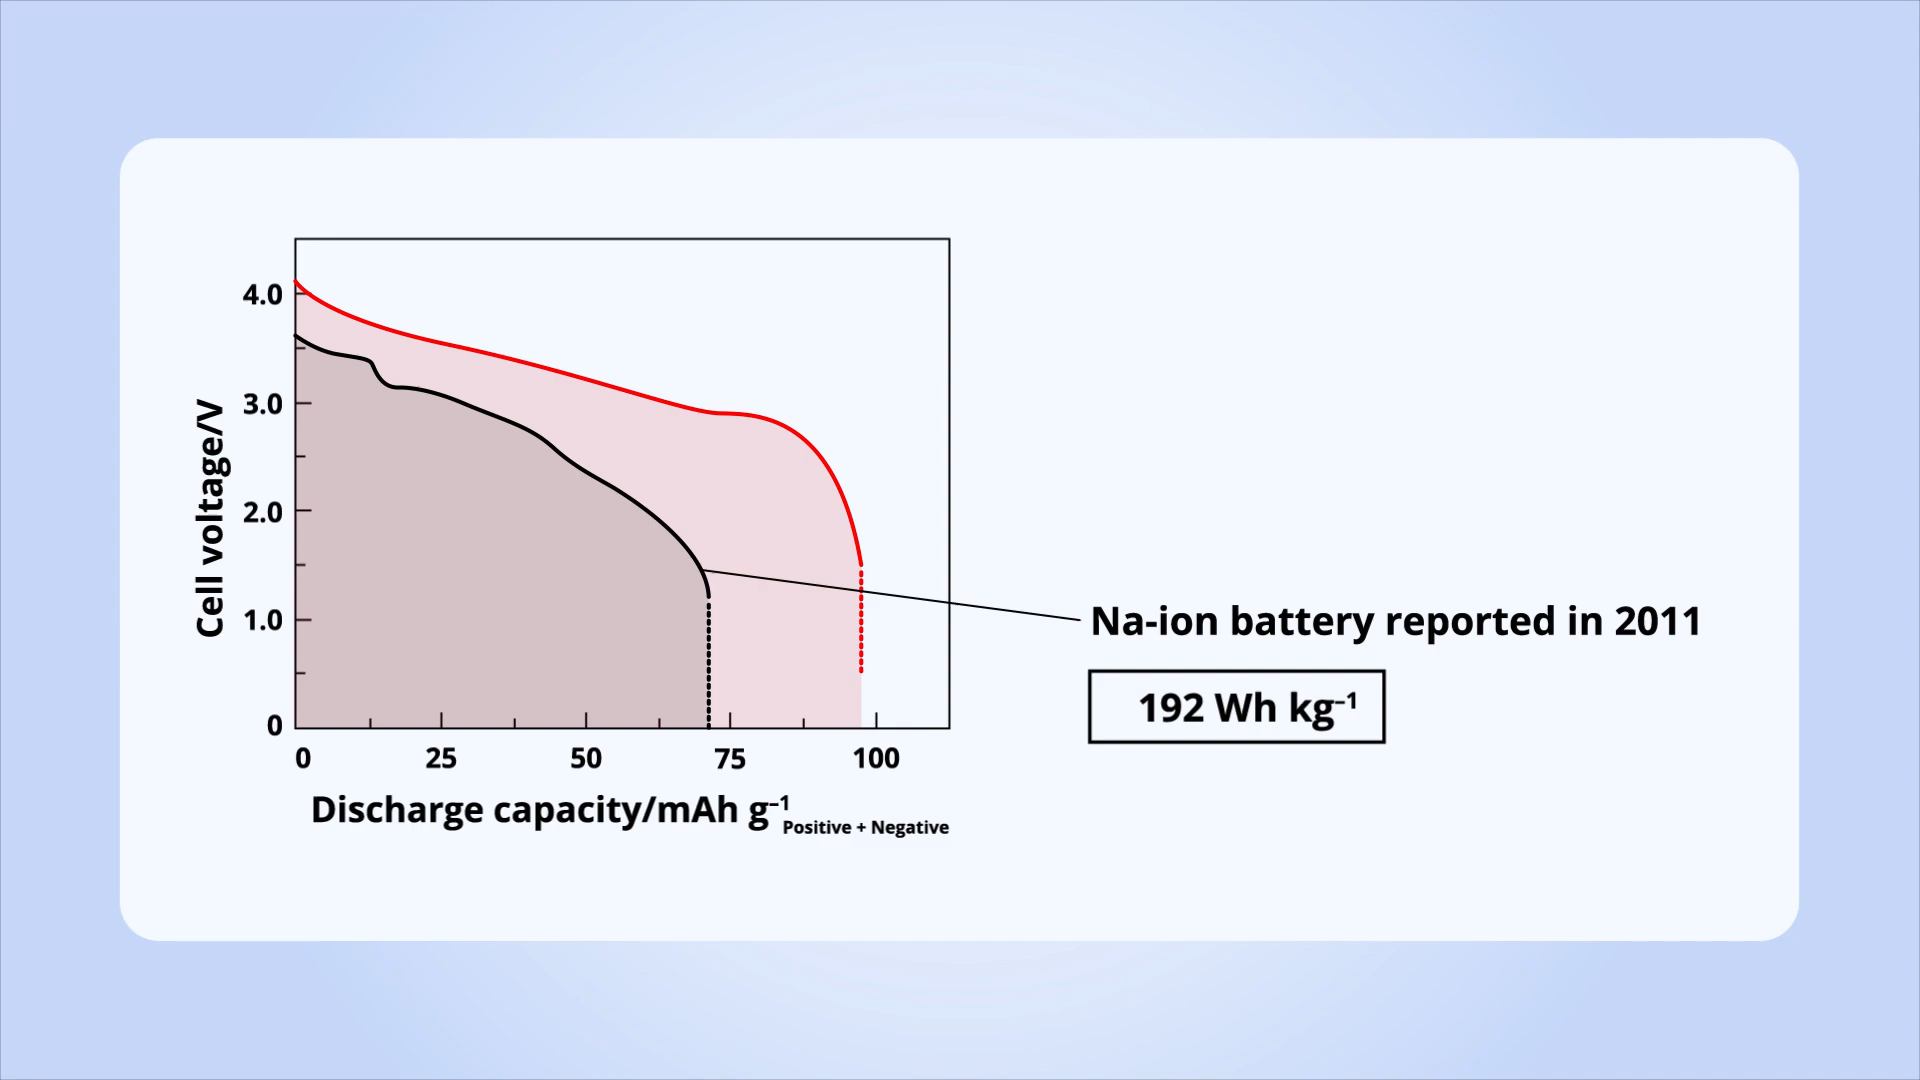 4.0
3.0
2.0
1.0
0
Cell voltage/V
0 25 50 75 100
Discharge capacity/mAh g⁻¹ Positive + Negative
Na-ion battery reported in 2011
192 Wh kg⁻¹